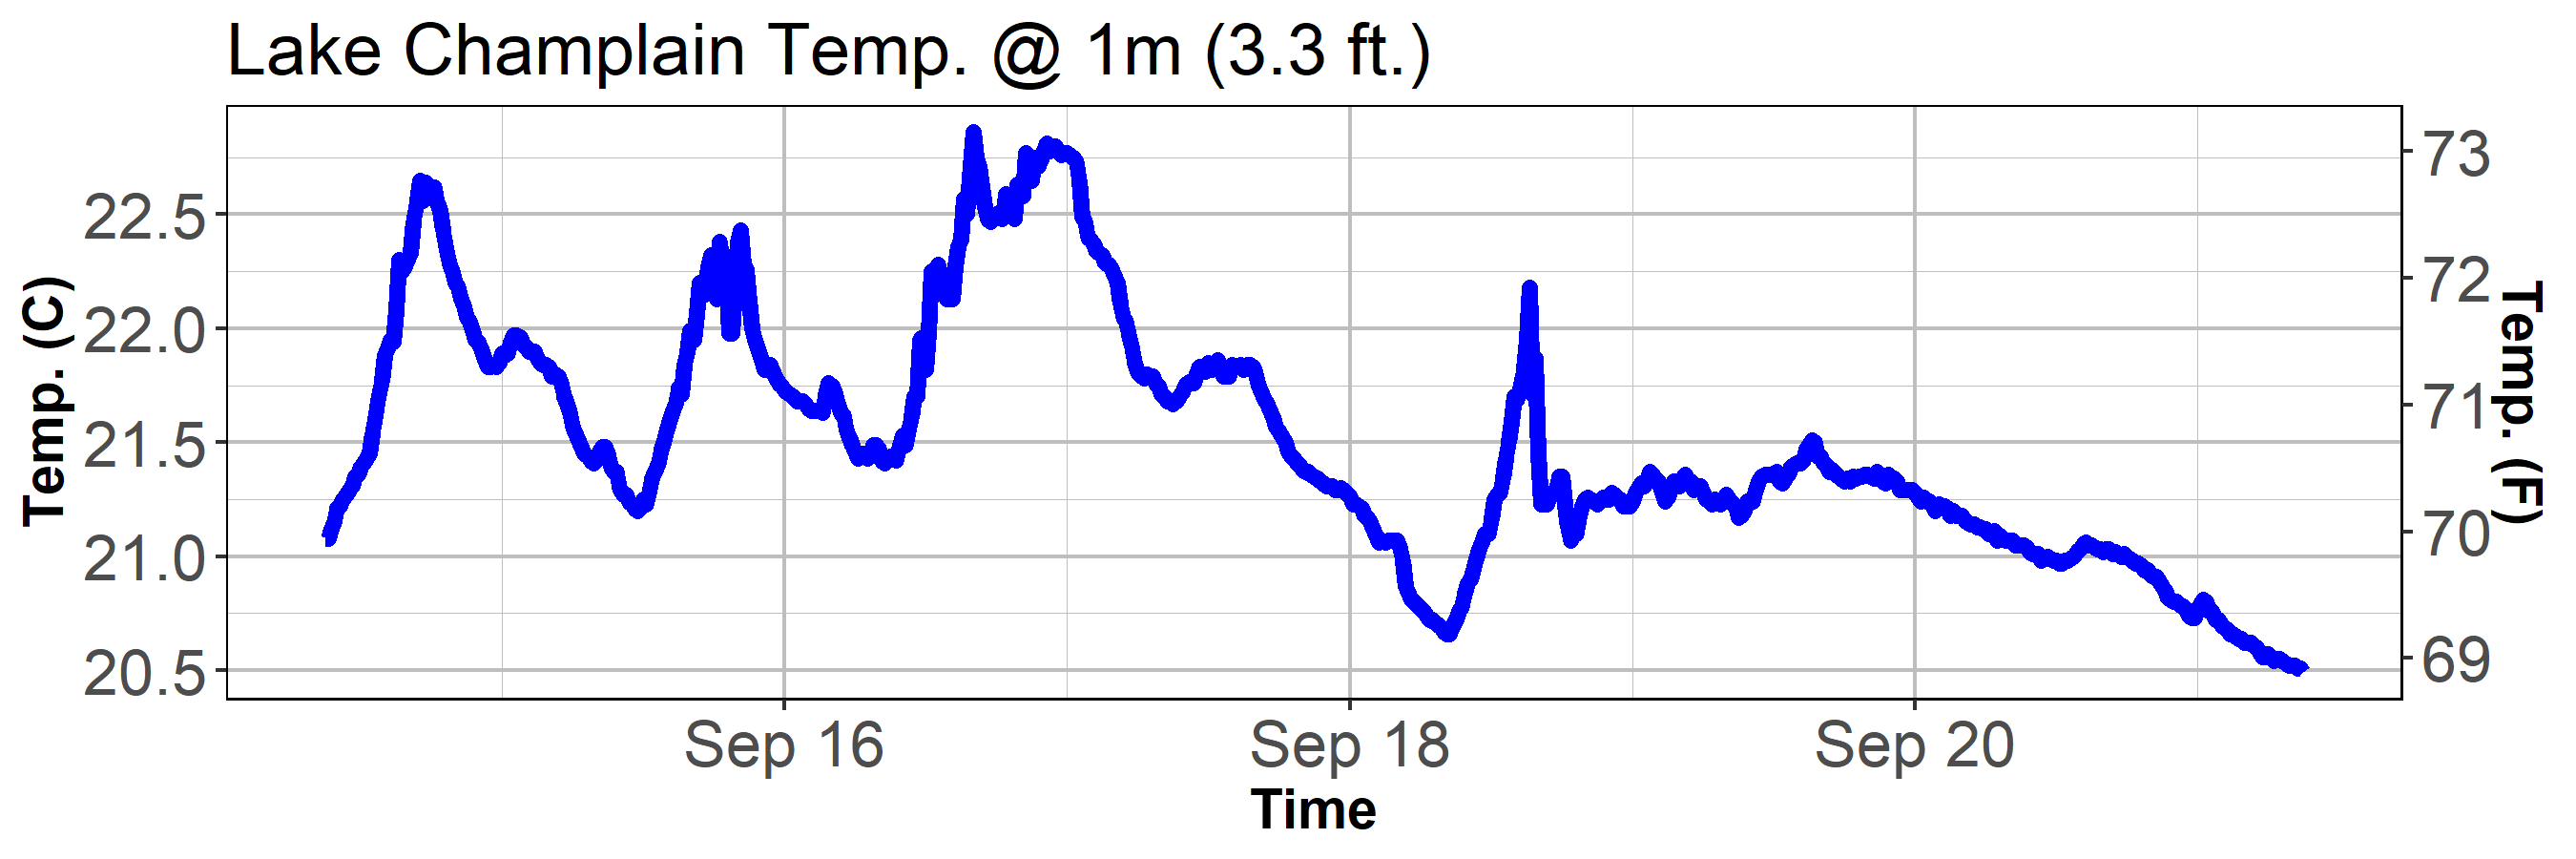 Lake Champlain Temp. @ 1m (3.3 ft.)
Temp. (C)
22.5
22.0
21.5
21.0
20.5
73
72
71
70
69
Temp. (F)
Sep 16
Sep 18
Sep 20
Time